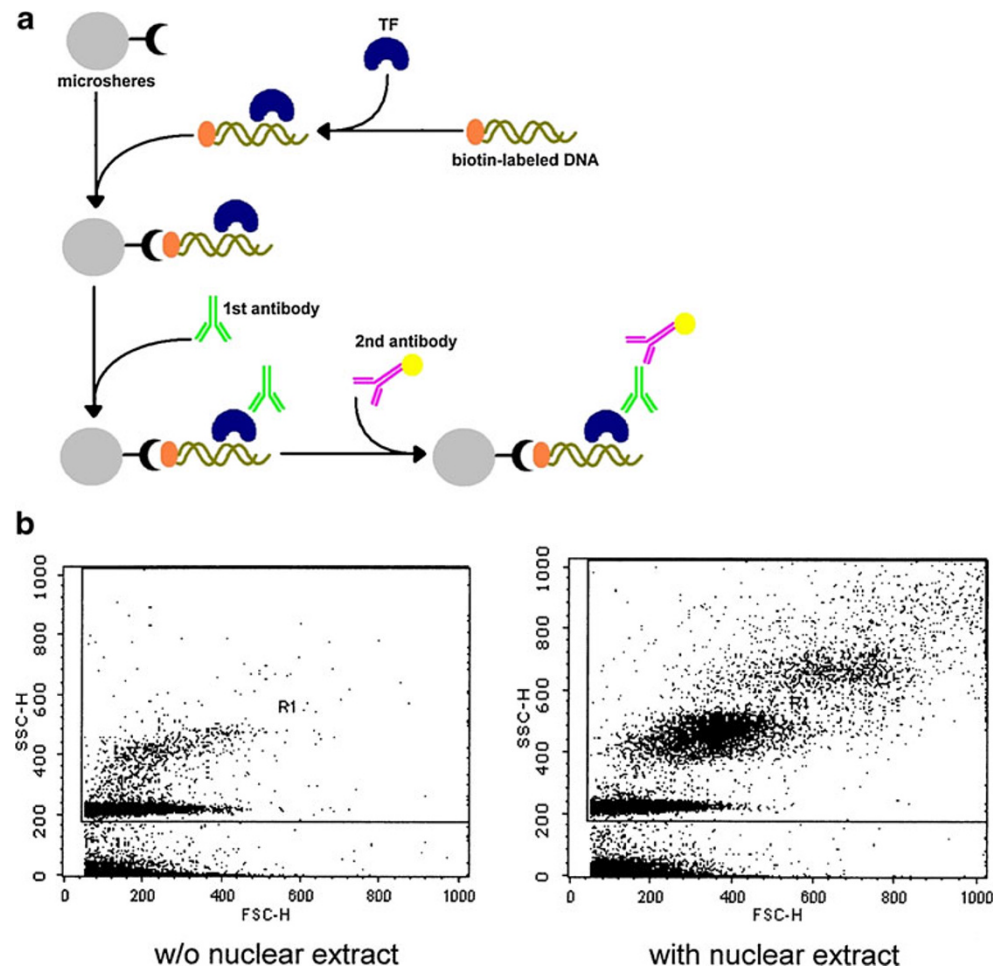 a
TF
microsheres
biotin-labeled DNA
1st antibody
2nd antibody
b
1000
800
600
400
200
0
SSC-H
R1
0
200
400
600
800
1000
FSC-H
w/o nuclear extract
1000
800
600
400
200
0
SSC-H
R1
0
200
400
600
800
1000
FSC-H
with nuclear extract